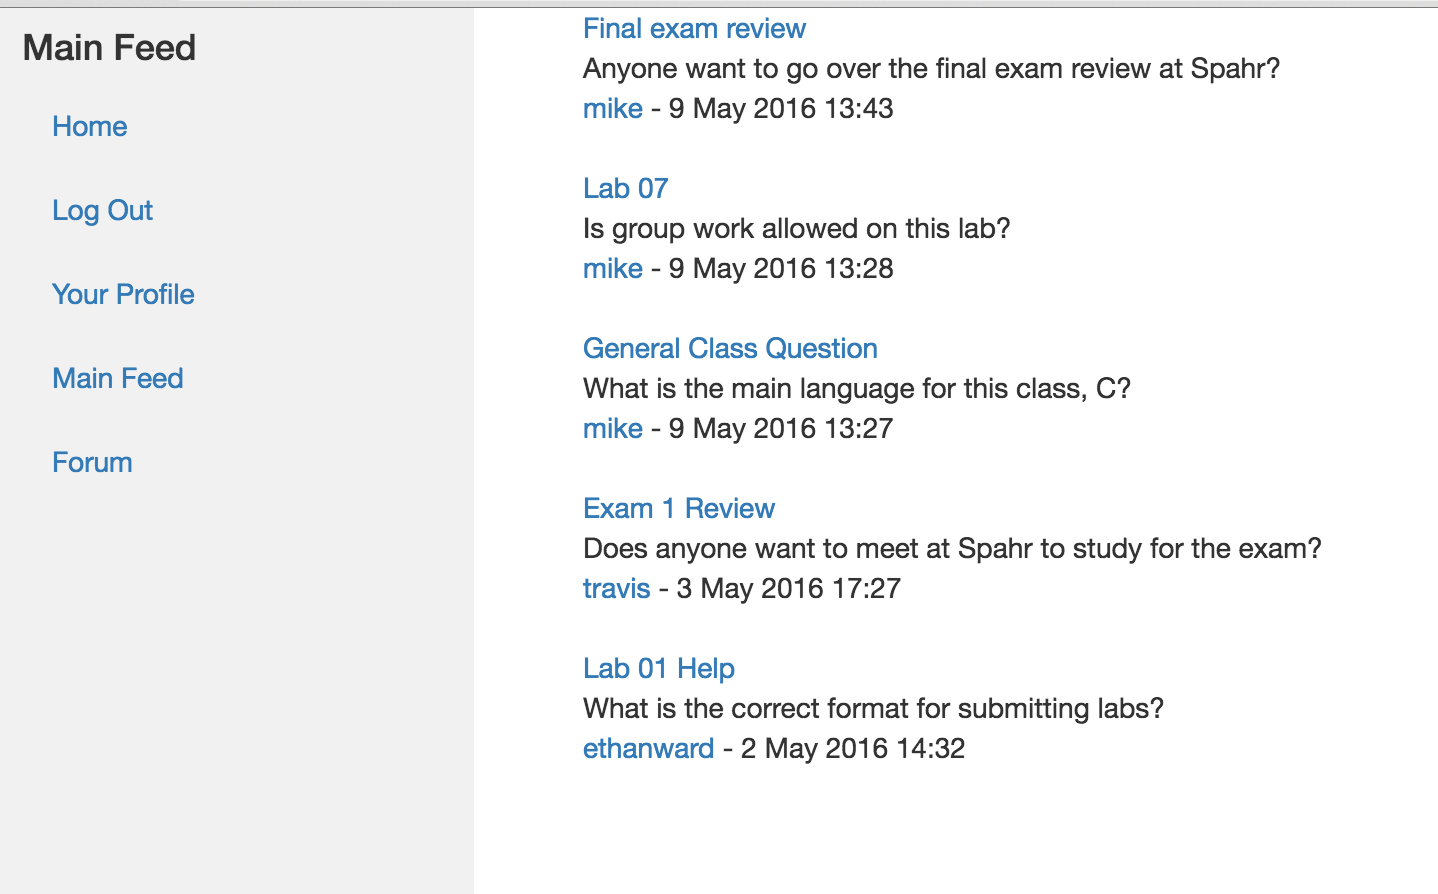 Main Feed
Home
Log Out
Your Profile
Main Feed
Forum
Final exam review
Anyone want to go over the final exam review at Spahr?
mike - 9 May 2016 13:43
Lab 07
Is group work allowed on this lab?
mike - 9 May 2016 13:28
General Class Question
What is the main language for this class, C?
mike - 9 May 2016 13:27
Exam 1 Review
Does anyone want to meet at Spahr to study for the exam?
travis - 3 May 2016 17:27
Lab 01 Help
What is the correct format for submitting labs?
ethanward - 2 May 2016 14:32